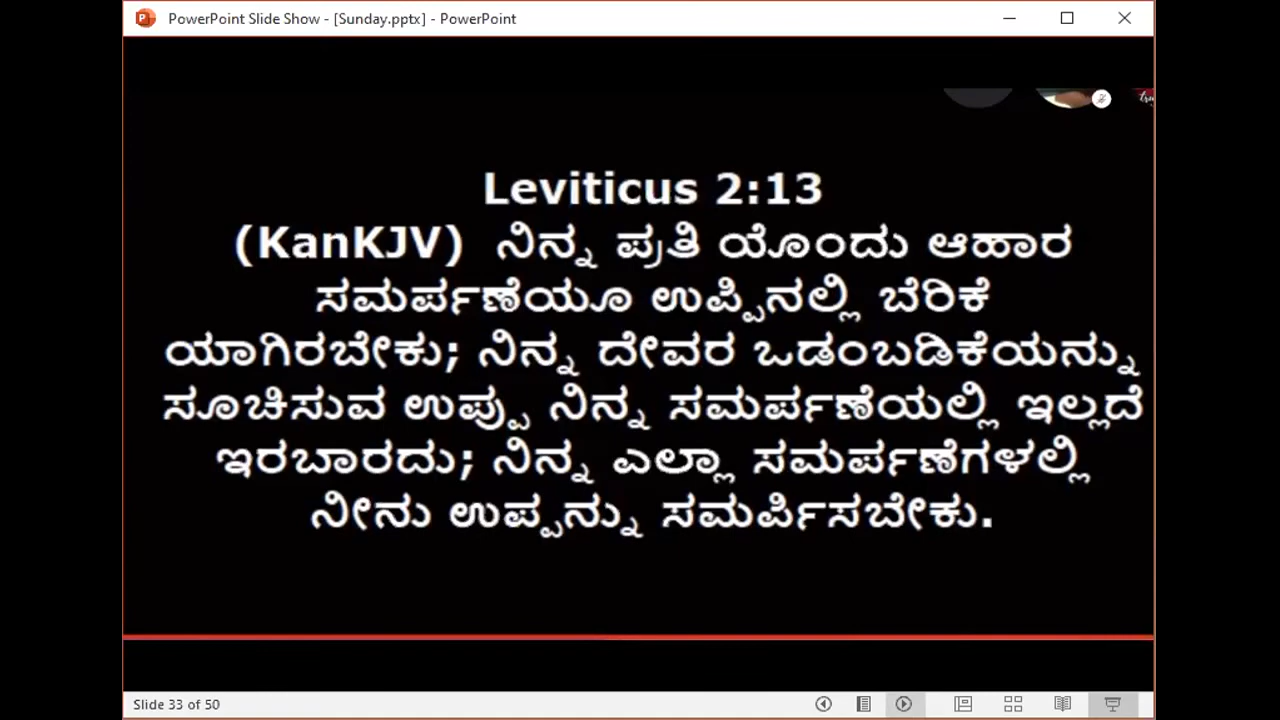 PowerPoint Slide Show - [Sunday.pptx] - PowerPoint
Leviticus 2:13
(KanKJV) ನಿನ್ನ ಪ್ರತಿ ಯೊಂದು ಆಹಾರ
ಸಮರ್ಪಣೆಯೂ ಉಪ್ಪಿನಲ್ಲಿ ಬೆರಿಕೆ
ಯಾಗಿರಬೇಕು; ನಿನ್ನ ದೇವರ ಒಡಂಬಡಿಕೆಯನ್ನು
ಸೂಚಿಸುವ ಉಪ್ಪು ನಿನ್ನ ಸಮರ್ಪಣೆಯಲ್ಲಿ ಇಲ್ಲದೆ
ಇರಬಾರದು; ನಿನ್ನ ಎಲ್ಲಾ ಸಮರ್ಪಣೆಗಳಲ್ಲಿ
ನೀನು ಉಪ್ಪನ್ನು ಸಮರ್ಪಿಸಬೇಕು.
Slide 33 of 50